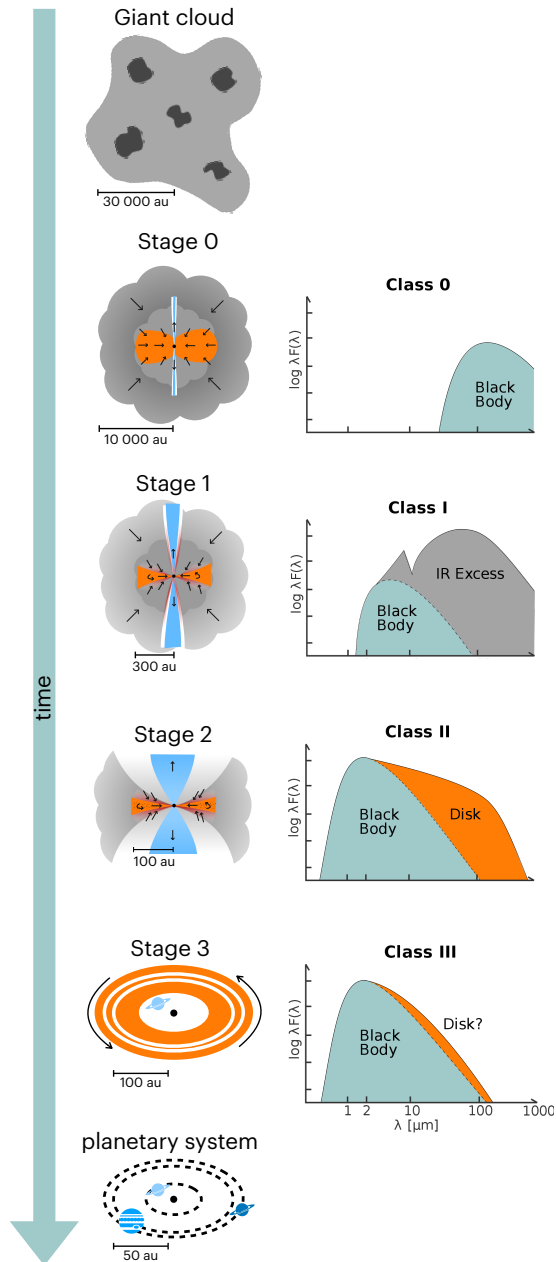 Giant cloud
30 000 au
Stage 0
10 000 au
Class 0
log λF(λ)
Black
Body
Stage 1
300 au
Class I
log λF(λ)
IR Excess
Black
Body
time
Stage 2
100 au
Class II
log λF(λ)
Black
Body
Disk
Stage 3
100 au
Class III
log λF(λ)
Black
Body
Disk?
1 2 10 100 1000
λ [µm]
planetary system
50 au